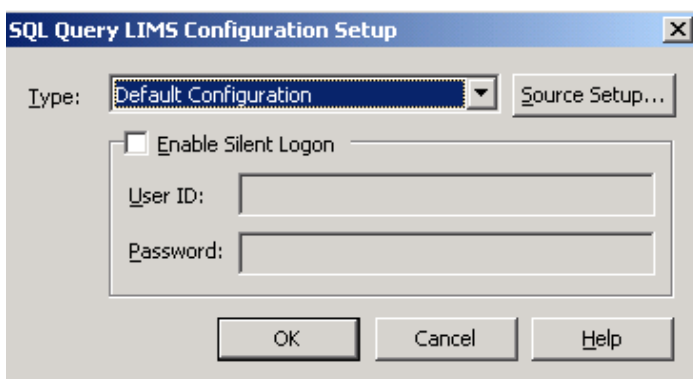 SQL Query LIMS Configuration Setup
Type: Default Configuration Source Setup...
Enable Silent Logon
User ID:
Password:
OK Cancel Help